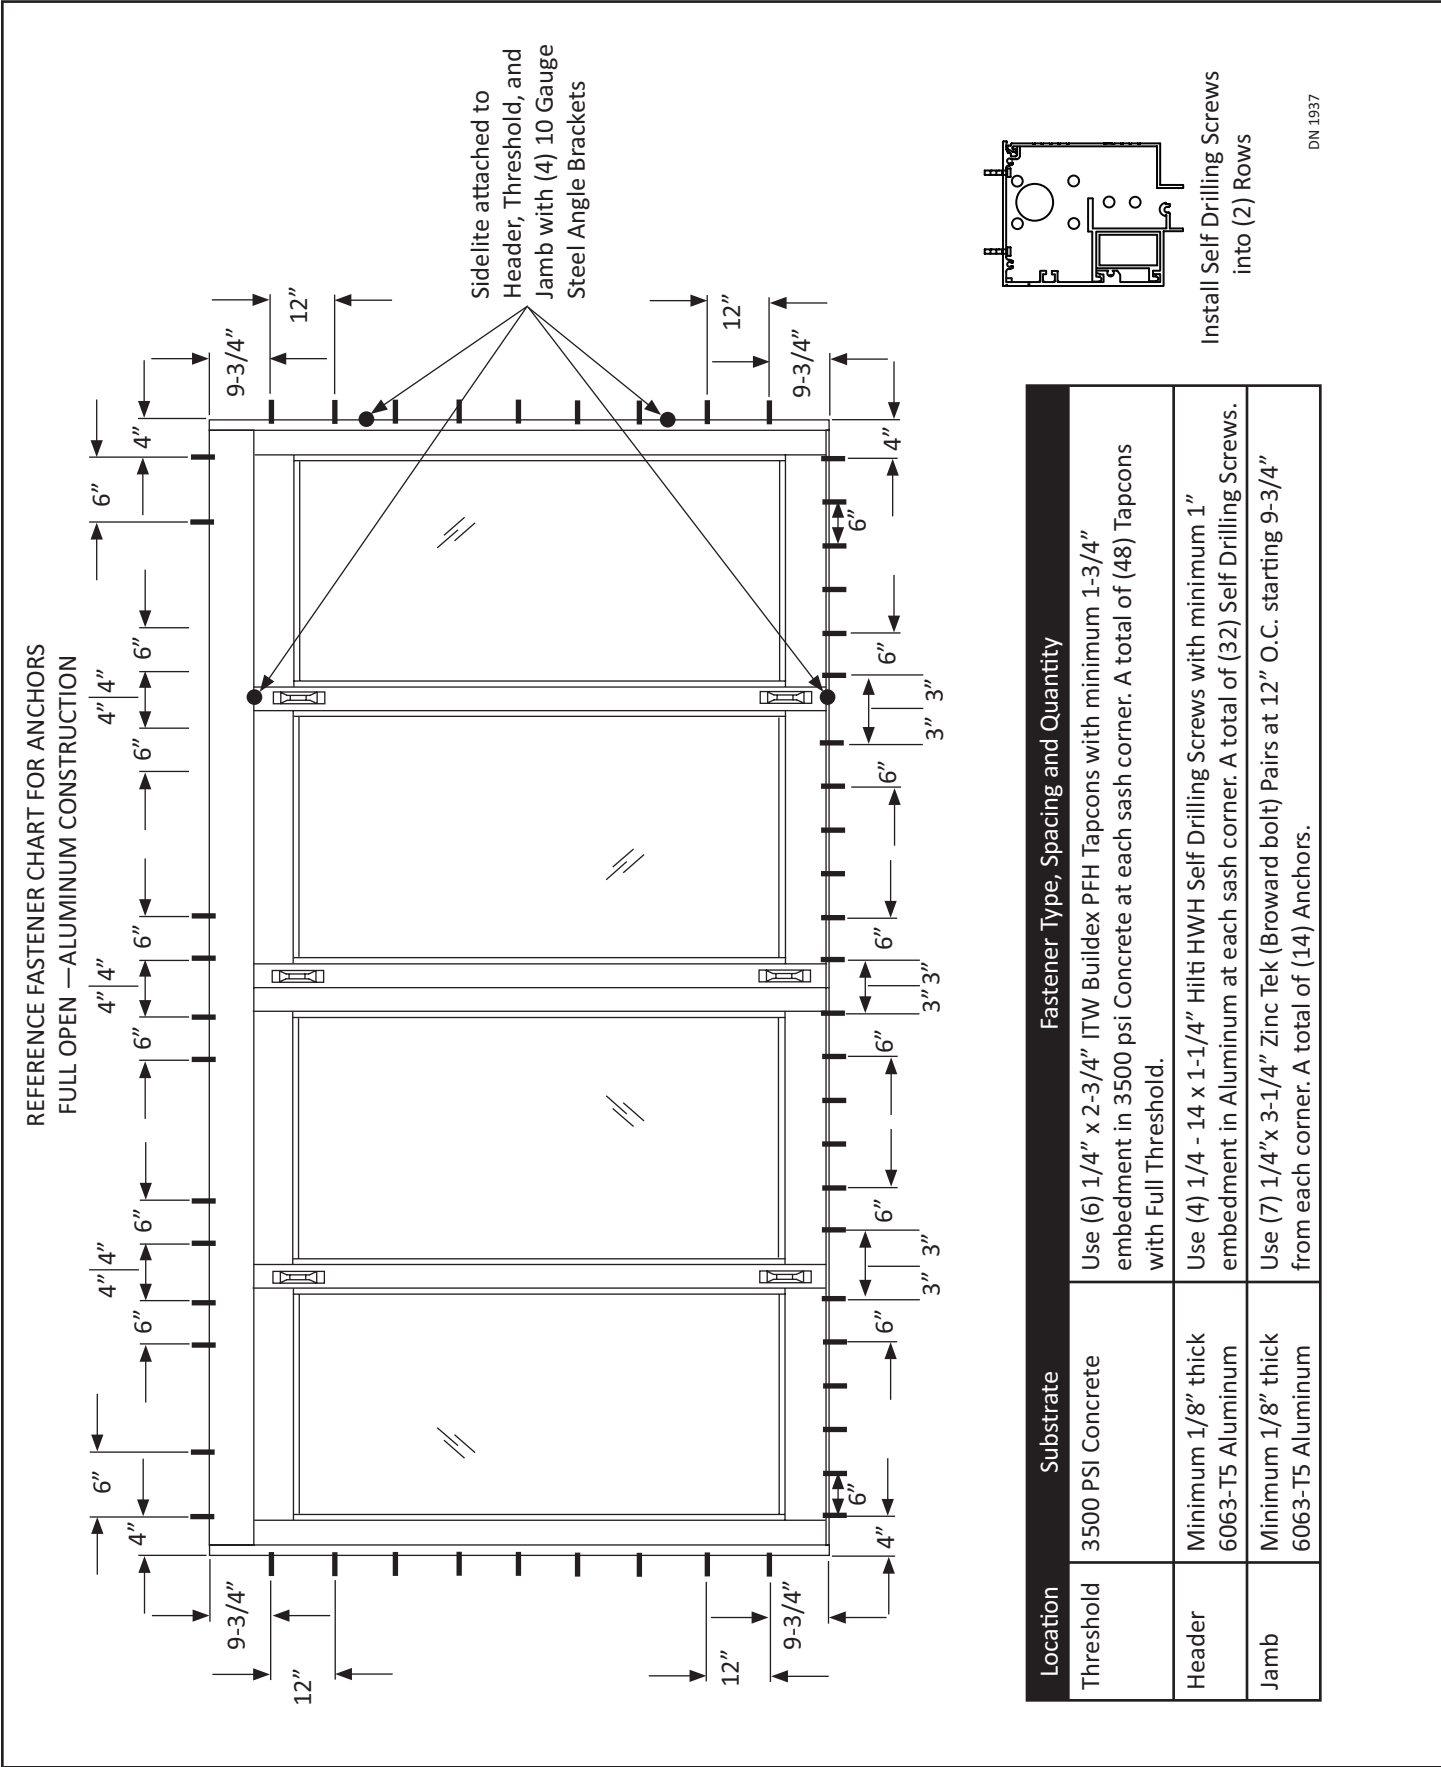 REFERENCE FASTENER CHART FOR ANCHORS
FULL OPEN —ALUMINUM CONSTRUCTION
6” 4” 4” 4” 4” 4” 4” 6”
4” 6” 6” 6” 6” 6” 6” 4”
9-3/4” 9-3/4”
12” 12”
Sidelite attached to
Header, Threshold, and
Jamb with (4) 10 Gauge
Steel Angle Brackets
12” 12”
9-3/4” 9-3/4”
6” 6”
4” 6” 6” 6” 6” 6” 6” 4”
3” 3” 3” 3” 3” 3”
Location Substrate Fastener Type, Spacing and Quantity
Threshold 3500 PSI Concrete Use (6) 1/4” x 2-3/4” ITW Buildex PFH Tapcons with minimum 1-3/4”
embedment in 3500 psi Concrete at each sash corner. A total of (48) Tapcons
with Full Threshold.
Header Minimum 1/8” thick Use (4) 1/4 - 14 x 1-1/4” Hilti HWH Self Drilling Screws with minimum 1”
6063-T5 Aluminum embedment in Aluminum at each sash corner. A total of (32) Self Drilling Screws.
Jamb Minimum 1/8” thick Use (7) 1/4”x 3-1/4” Zinc Tek (Broward bolt) Pairs at 12” O.C. starting 9-3/4”
6063-T5 Aluminum from each corner. A total of (14) Anchors.
Install Self Drilling Screws
into (2) Rows
DN 1937